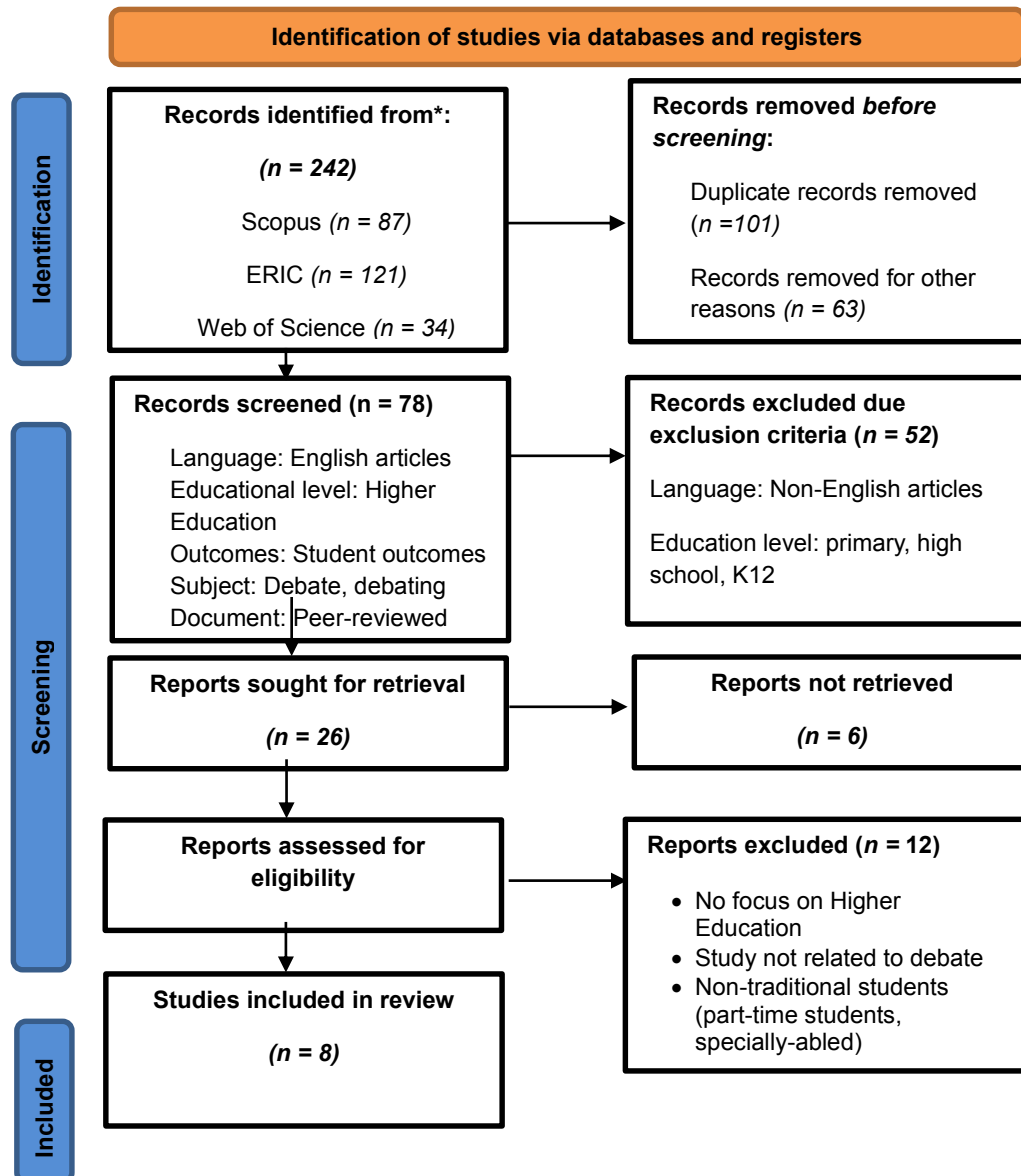 Identification of studies via databases and registers
Identification
Records identified from*:
(n = 242)
Scopus (n = 87)
ERIC (n = 121)
Web of Science (n = 34)
Records removed before
screening:
Duplicate records removed
(n =101)
Records removed for other
reasons (n = 63)
Screening
Records screened (n = 78)
Language: English articles
Educational level: Higher
Education
Outcomes: Student outcomes
Subject: Debate, debating
Document: Peer-reviewed
Records excluded due
exclusion criteria (n = 52)
Language: Non-English articles
Education level: primary, high
school, K12
Reports sought for retrieval
(n = 26)
Reports not retrieved
(n = 6)
Reports assessed for
eligibility
Reports excluded (n = 12)
• No focus on Higher
Education
• Study not related to debate
• Non-traditional students
(part-time students,
specially-abled)
Included
Studies included in review
(n = 8)